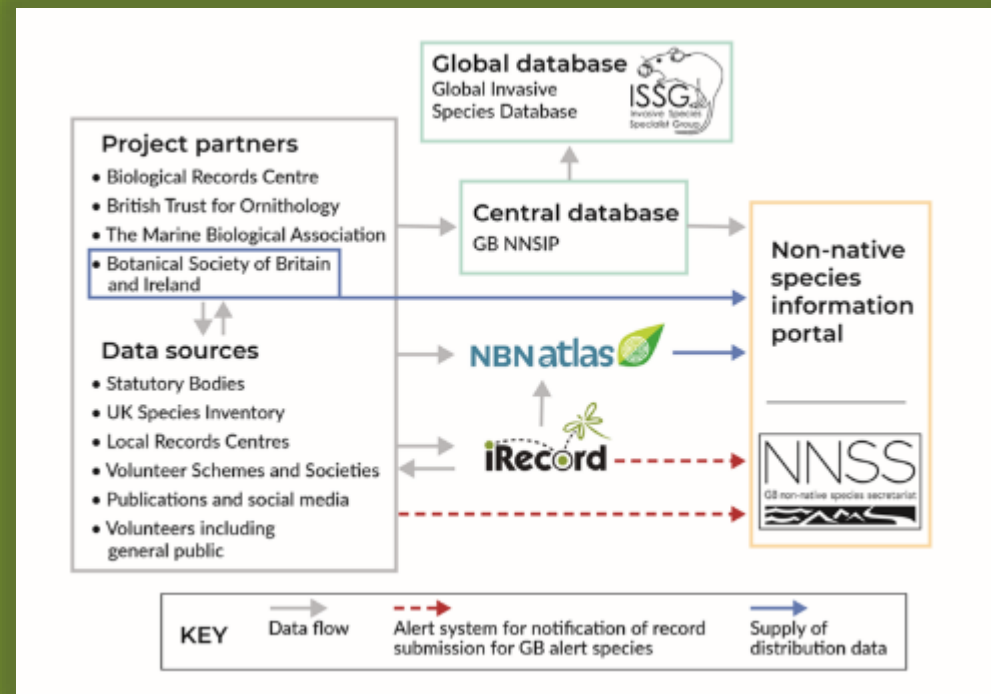 Global database
Global Invasive
Species Database
ISSG
Invasive Species
Specialist Group
Project partners
• Biological Records Centre
• British Trust for Ornithology
• The Marine Biological Association
• Botanical Society of Britain
and Ireland
Central database
GB NNSIP
Non-native
species
information
portal
Data sources
• Statutory Bodies
• UK Species Inventory
• Local Records Centres
• Volunteer Schemes and Societies
• Publications and social media
• Volunteers including
general public
NBN atlas
iRecord
NNSS
GB non-native species secretariat
KEY
Data flow
Alert system for notification of record
submission for GB alert species
Supply of
distribution data